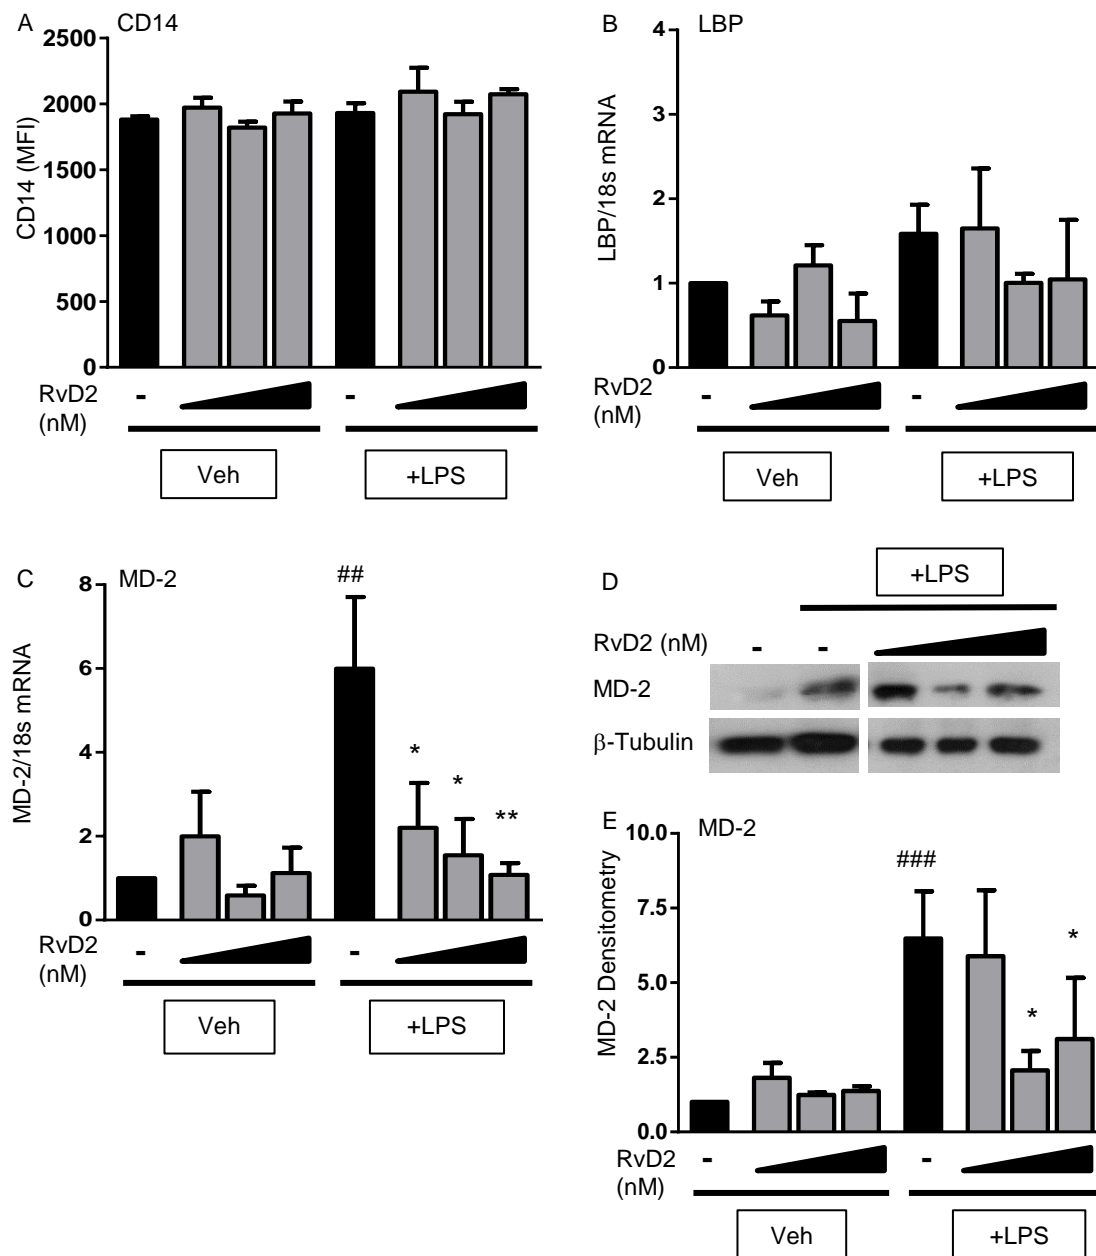 A CD14
CD14 (MFI)
2500
2000
1500
1000
500
0
RvD2
(nM)
-
-
Veh
+LPS
B LBP
LBP/18s mRNA
4
3
2
1
0
RvD2
(nM)
-
-
Veh
+LPS
C MD-2
MD-2/18s mRNA
8
6
4
2
0
##
*
*
**
RvD2
(nM)
-
-
Veh
+LPS
D
+LPS
RvD2 (nM)
-
-
MD-2
β-Tubulin
E MD-2
MD-2 Densitometry
10.0
7.5
5.0
2.5
0.0
###
*
*
RvD2
(nM)
-
-
Veh
+LPS